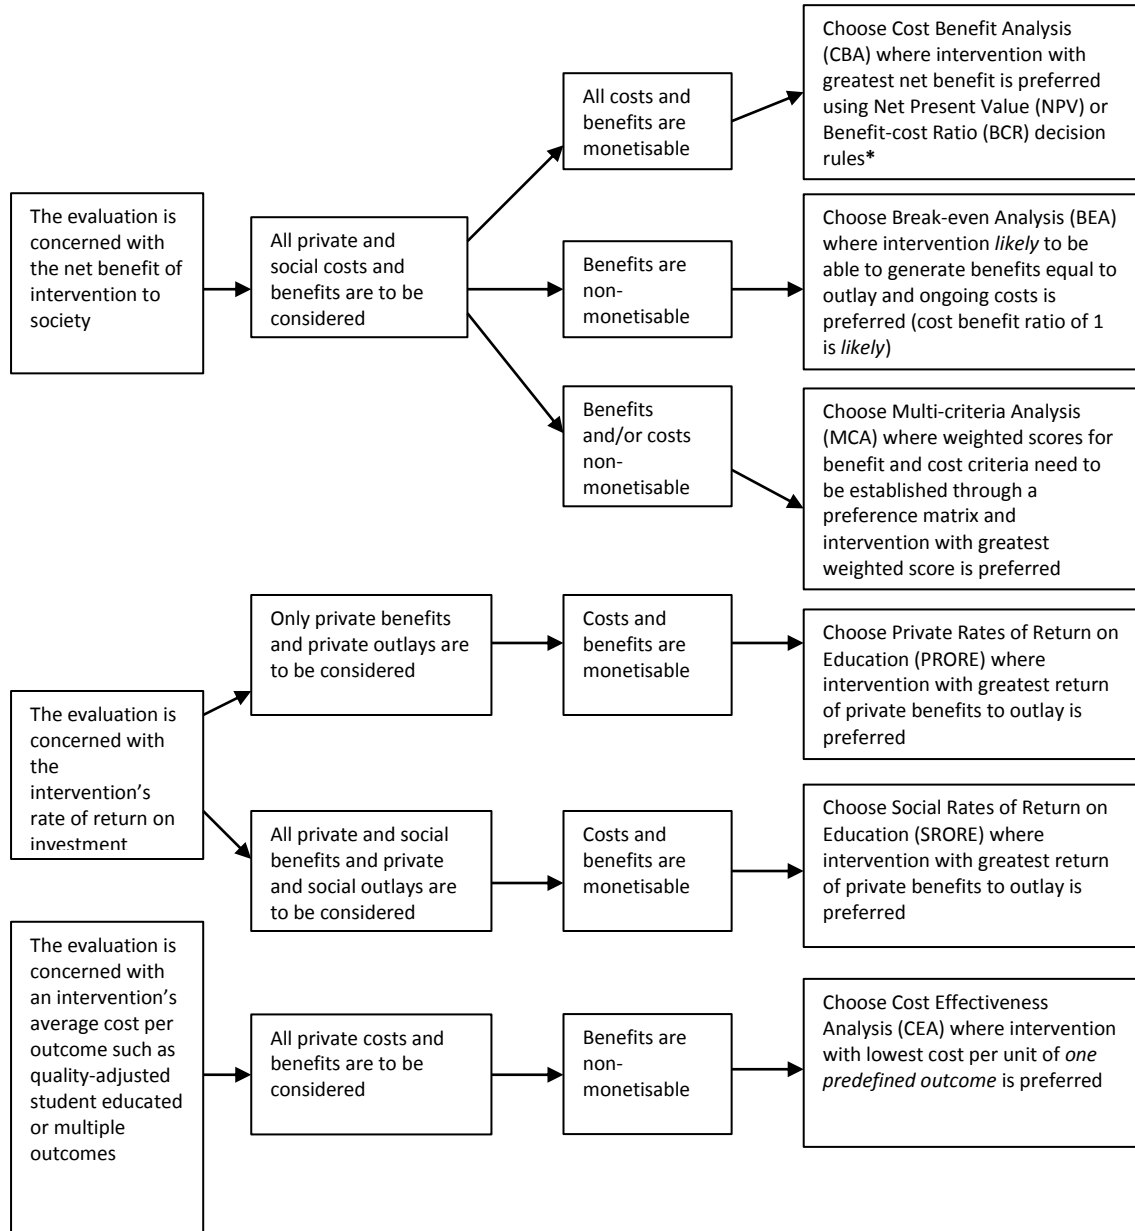 Choose Cost Benefit Analysis
(CBA) where intervention with
greatest net benefit is preferred
using Net Present Value (NPV) or
Benefit-cost Ratio (BCR) decision
rules*
All costs and
benefits are
monetisable
The evaluation is
concerned with
the net benefit of
intervention to
society
All private and
social costs and
benefits are to be
considered
Benefits are
non-
monetisable
Choose Break-even Analysis (BEA)
where intervention likely to be
able to generate benefits equal to
outlay and ongoing costs is
preferred (cost benefit ratio of 1
is likely)
Benefits
and/or costs
non-
monetisable
Choose Multi-criteria Analysis
(MCA) where weighted scores for
benefit and cost criteria need to
be established through a
preference matrix and
intervention with greatest
weighted score is preferred
The evaluation is
concerned with
the
intervention's
rate of return on
investment
Only private benefits
and private outlays are
to be considered
Costs and
benefits are
monetisable
Choose Private Rates of Return on
Education (PRORE) where
intervention with greatest return
of private benefits to outlay is
preferred
All private and social
benefits and private
and social outlays are
to be considered
Costs and
benefits are
monetisable
Choose Social Rates of Return on
Education (SRORE) where
intervention with greatest return
of private benefits to outlay is
preferred
The evaluation is
concerned with
an intervention's
average cost per
outcome such as
quality-adjusted
student educated
or multiple
outcomes
All private costs and
benefits are to be
considered
Benefits are
non-
monetisable
Choose Cost Effectiveness
Analysis (CEA) where intervention
with lowest cost per unit of one
predefined outcome is preferred